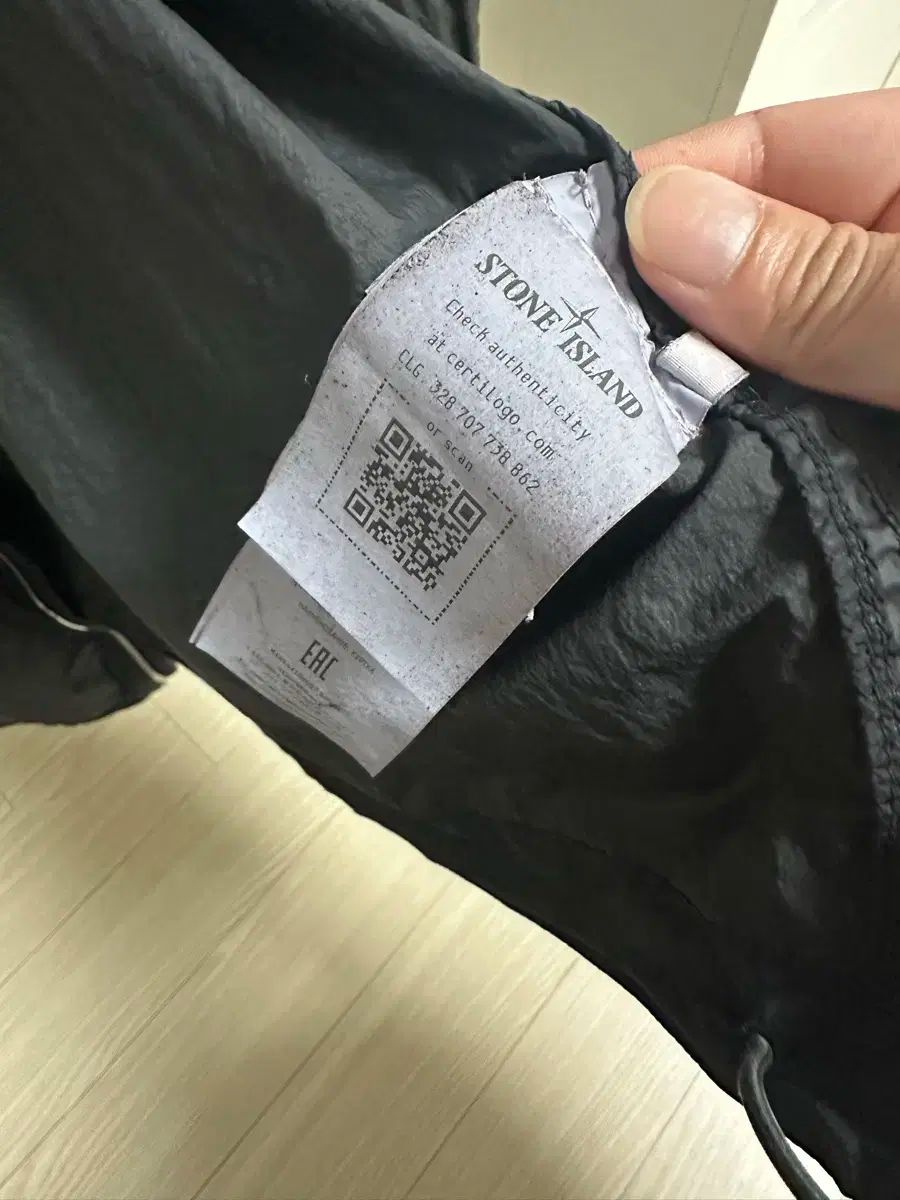 STONE ISLAND
Check authenticity
at certilogo.com
CLG 328 707 738 862
or scan
EAC